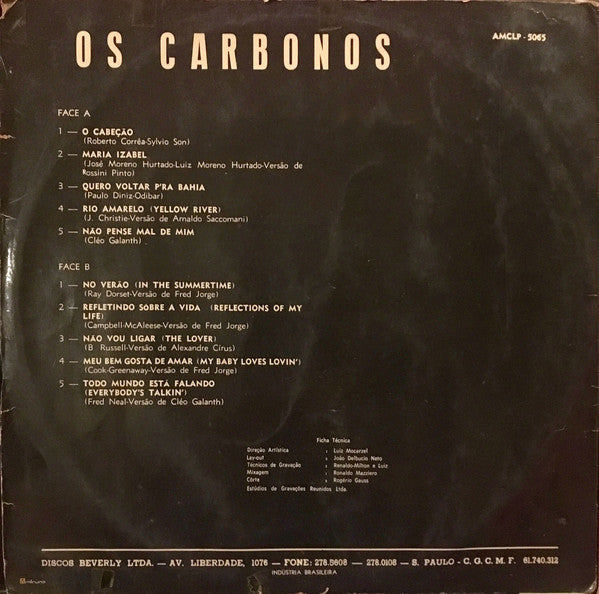 OS CARBONOS
AMCLP - 5065
FACE A
1 — O CABEÇÃO
(Roberto Corrêa-Sylvio Son)
2 — MARIA IZABEL
(José Moreno Hurtado-Luiz Moreno Hurtado-Versão de
Rossini Pinto)
3 — QUERO VOLTAR P'RA BAHIA
(Paulo Diniz-Odibar)
4 — RIO AMARELO (YELLOW RIVER)
(J. Christie-Versão de Arnaldo Saccomani)
5 — NÃO PENSE MAL DE MIM
(Cléo Galanth)
FACE B
1 — NO VERÃO (IN THE SUMMERTIME)
(Ray Dorset-Versão de Fred Jorge)
2 — REFLETINDO SÔBRE A VIDA (REFLECTIONS OF MY
LIFE)
(Campbell-McAleese-Versão de Fred Jorge)
3 — NÃO VOU LIGAR (THE LOVER)
(B. Russell-Versão de Alexandre Cirus)
4 — MEU BEM GOSTA DE AMAR (MY BABY LOVES LOVIN')
(Cook-Greenaway-Versão de Fred Jorge)
5 — TODO MUNDO ESTÁ FALANDO
(EVERYBODY'S TALKIN')
(Fred Neal-Versão de Cléo Galanth)
Ficha Técnica
Direção Artística : Luiz Mocarzel
Lay-out : João Delbucio Neto
Técnicos de Gravação : Renaldo-Milton e Luiz
Mixagem : Ronaldo Mazziero
Côrte : Rogério Gauss
Estúdios de Gravações Reunidos Ltda.
DISCOS BEVERLY LTDA. — AV. LIBERDADE, 1076 — FONE: 278.5608 — 278.0108 — S. PAULO - C. G. C. M. F. 61.740.312
INDÚSTRIA BRASILEIRA